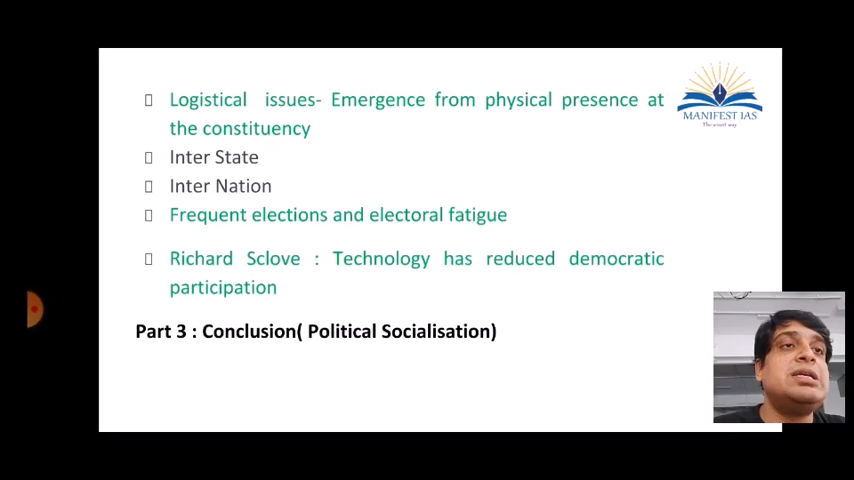 Logistical issues- Emergence from physical presence at
the constituency
Inter State
Inter Nation
Frequent elections and electoral fatigue
Richard Sclove : Technology has reduced democratic
participation
Part 3 : Conclusion( Political Socialisation)
MANIFEST IAS